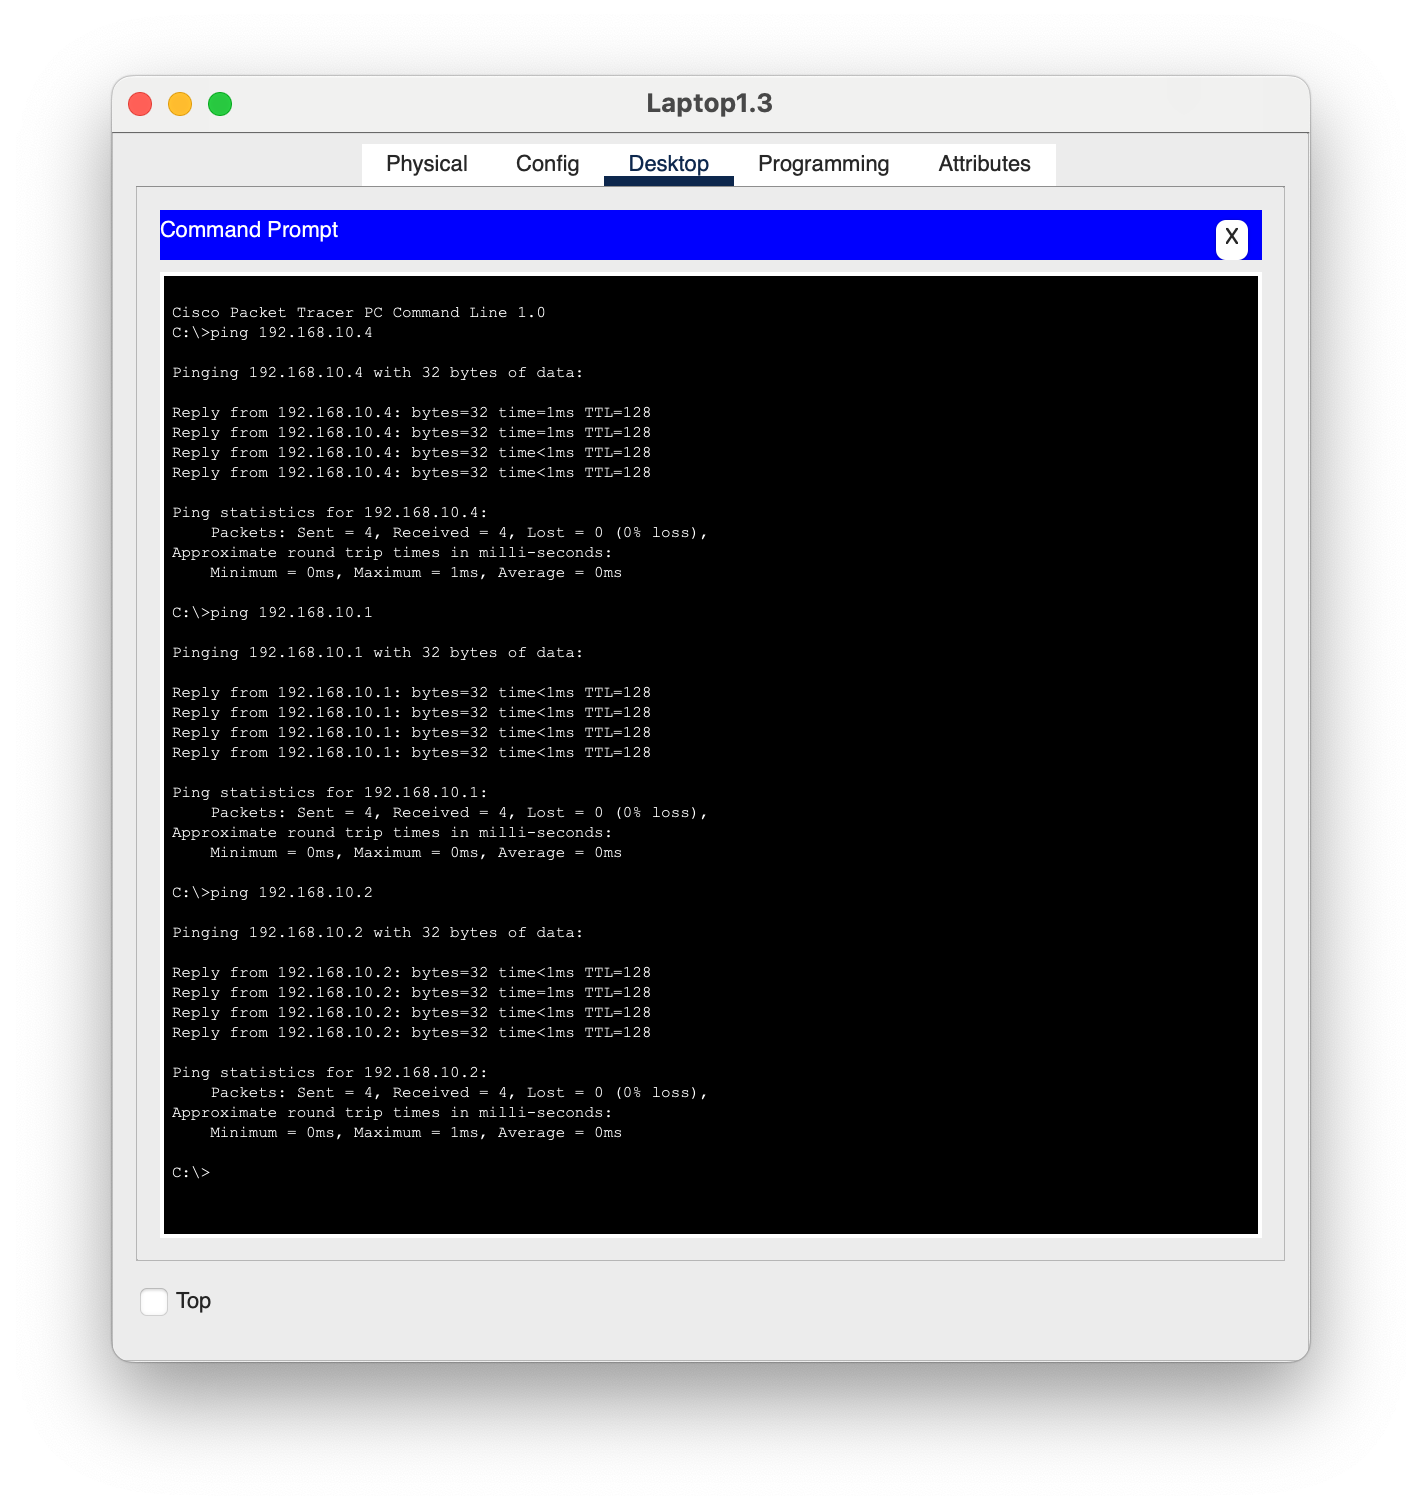 Laptop1.3
Physical Config Desktop Programming Attributes
Command Prompt
X
Cisco Packet Tracer PC Command Line 1.0
C:\>ping 192.168.10.4
Pinging 192.168.10.4 with 32 bytes of data:
Reply from 192.168.10.4: bytes=32 time=1ms TTL=128
Reply from 192.168.10.4: bytes=32 time=1ms TTL=128
Reply from 192.168.10.4: bytes=32 time<1ms TTL=128
Reply from 192.168.10.4: bytes=32 time<1ms TTL=128
Ping statistics for 192.168.10.4:
    Packets: Sent = 4, Received = 4, Lost = 0 (0% loss),
Approximate round trip times in milli-seconds:
    Minimum = 0ms, Maximum = 1ms, Average = 0ms
C:\>ping 192.168.10.1
Pinging 192.168.10.1 with 32 bytes of data:
Reply from 192.168.10.1: bytes=32 time<1ms TTL=128
Reply from 192.168.10.1: bytes=32 time<1ms TTL=128
Reply from 192.168.10.1: bytes=32 time<1ms TTL=128
Reply from 192.168.10.1: bytes=32 time<1ms TTL=128
Ping statistics for 192.168.10.1:
    Packets: Sent = 4, Received = 4, Lost = 0 (0% loss),
Approximate round trip times in milli-seconds:
    Minimum = 0ms, Maximum = 0ms, Average = 0ms
C:\>ping 192.168.10.2
Pinging 192.168.10.2 with 32 bytes of data:
Reply from 192.168.10.2: bytes=32 time<1ms TTL=128
Reply from 192.168.10.2: bytes=32 time=1ms TTL=128
Reply from 192.168.10.2: bytes=32 time<1ms TTL=128
Reply from 192.168.10.2: bytes=32 time<1ms TTL=128
Ping statistics for 192.168.10.2:
    Packets: Sent = 4, Received = 4, Lost = 0 (0% loss),
Approximate round trip times in milli-seconds:
    Minimum = 0ms, Maximum = 1ms, Average = 0ms
C:\>
Top